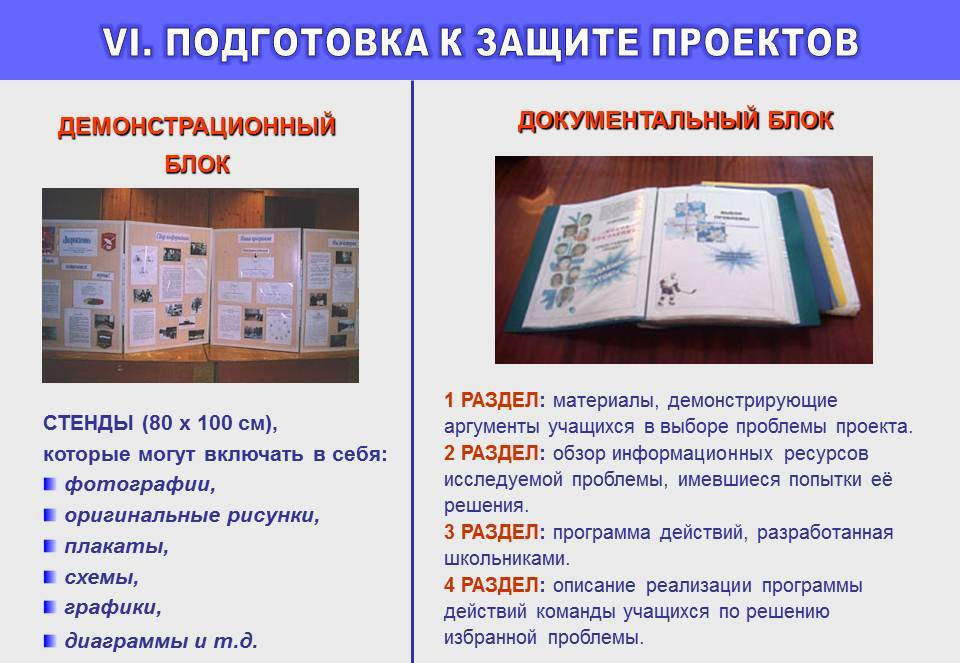 VI. ПОДГОТОВКА К ЗАЩИТЕ ПРОЕКТОВ
ДЕМОНСТРАЦИОННЫЙ
БЛОК
СТЕНДЫ (80 х 100 см),
которые могут включать в себя:
фотографии,
оригинальные рисунки,
плакаты,
схемы,
графики,
диаграммы и т.д.
ДОКУМЕНТАЛЬНЫЙ БЛОК
ВЫБОР
ПРОБЛЕМЫ
1 РАЗДЕЛ: материалы, демонстрирующие
аргументы учащихся в выборе проблемы проекта.
2 РАЗДЕЛ: обзор информационных ресурсов
исследуемой проблемы, имевшиеся попытки её
решения.
3 РАЗДЕЛ: программа действий, разработанная
школьниками.
4 РАЗДЕЛ: описание реализации программы
действий команды учащихся по решению
избранной проблемы.